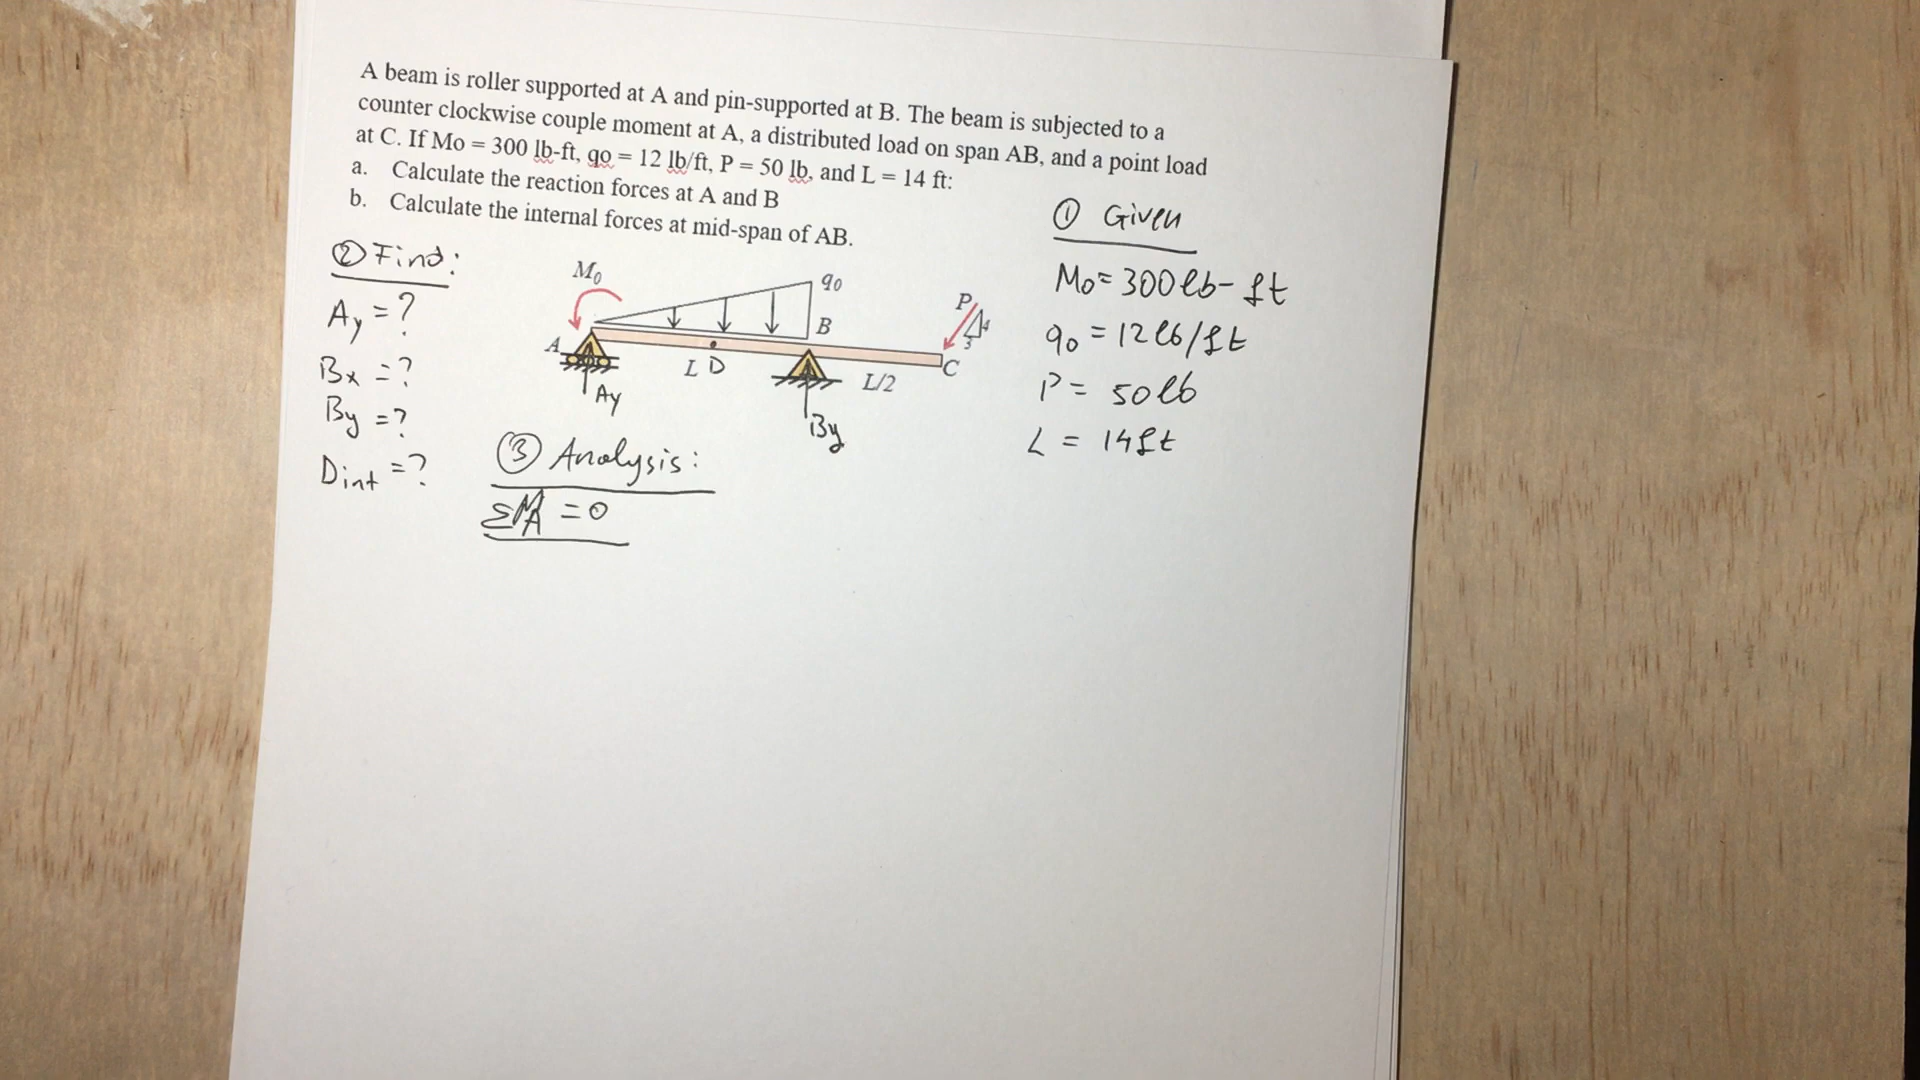 A beam is roller supported at A and pin-supported at B. The beam is subjected to a
counter clockwise couple moment at A, a distributed load on span AB, and a point load
at C. If Mo = 300 lb-ft, qo = 12 lb/ft, P = 50 lb, and L = 14 ft:
a. Calculate the reaction forces at A and B
b. Calculate the internal forces at mid-span of AB.
① Given
Mo = 300 lb-ft
qo = 12 lb/ft
P = 50 lb
L = 14 ft
② Find:
Ay = ?
Bx = ?
By = ?
Dint = ?
M0
q0
B
P
4
3
A
L D
L/2
C
Ay
By
③ Analysis:
ΣMA = 0